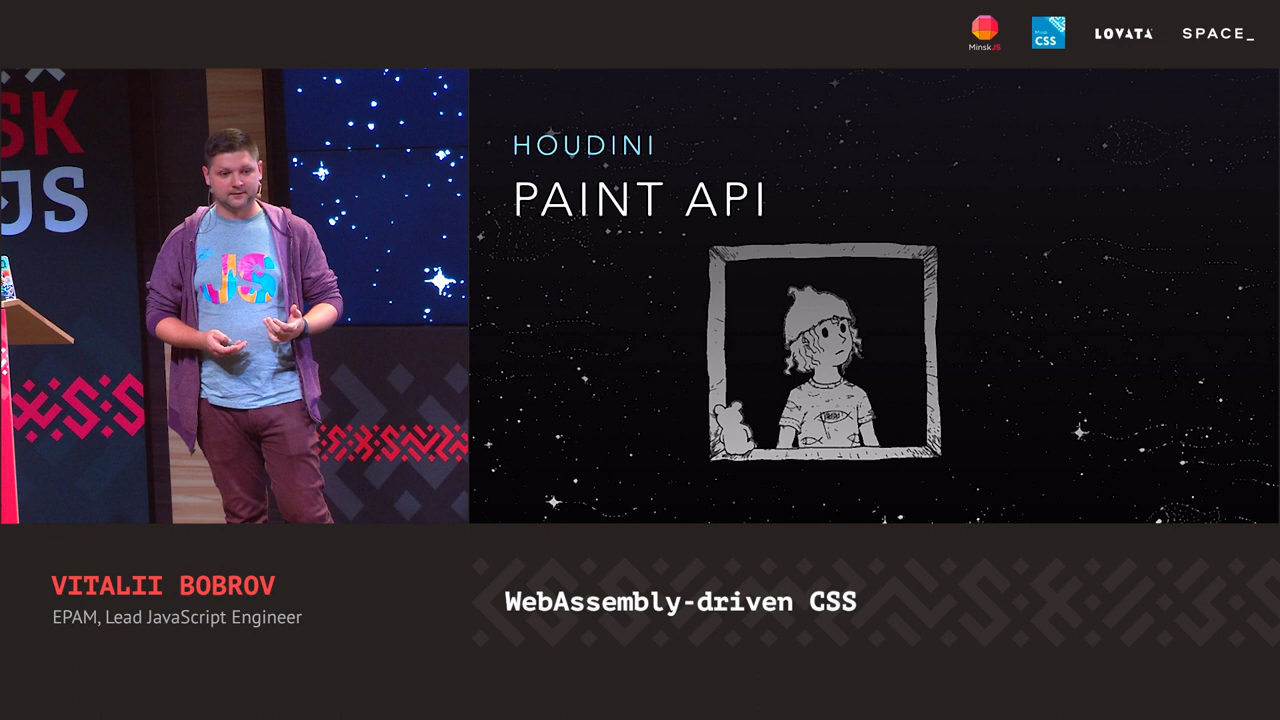 MinskJS
Minsk
CSS
LOVATA
SPACE_
SK
JS
JS
HOUDINI
PAINT API
VITALII BOBROV
EPAM, Lead JavaScript Engineer
WebAssembly-driven CSS